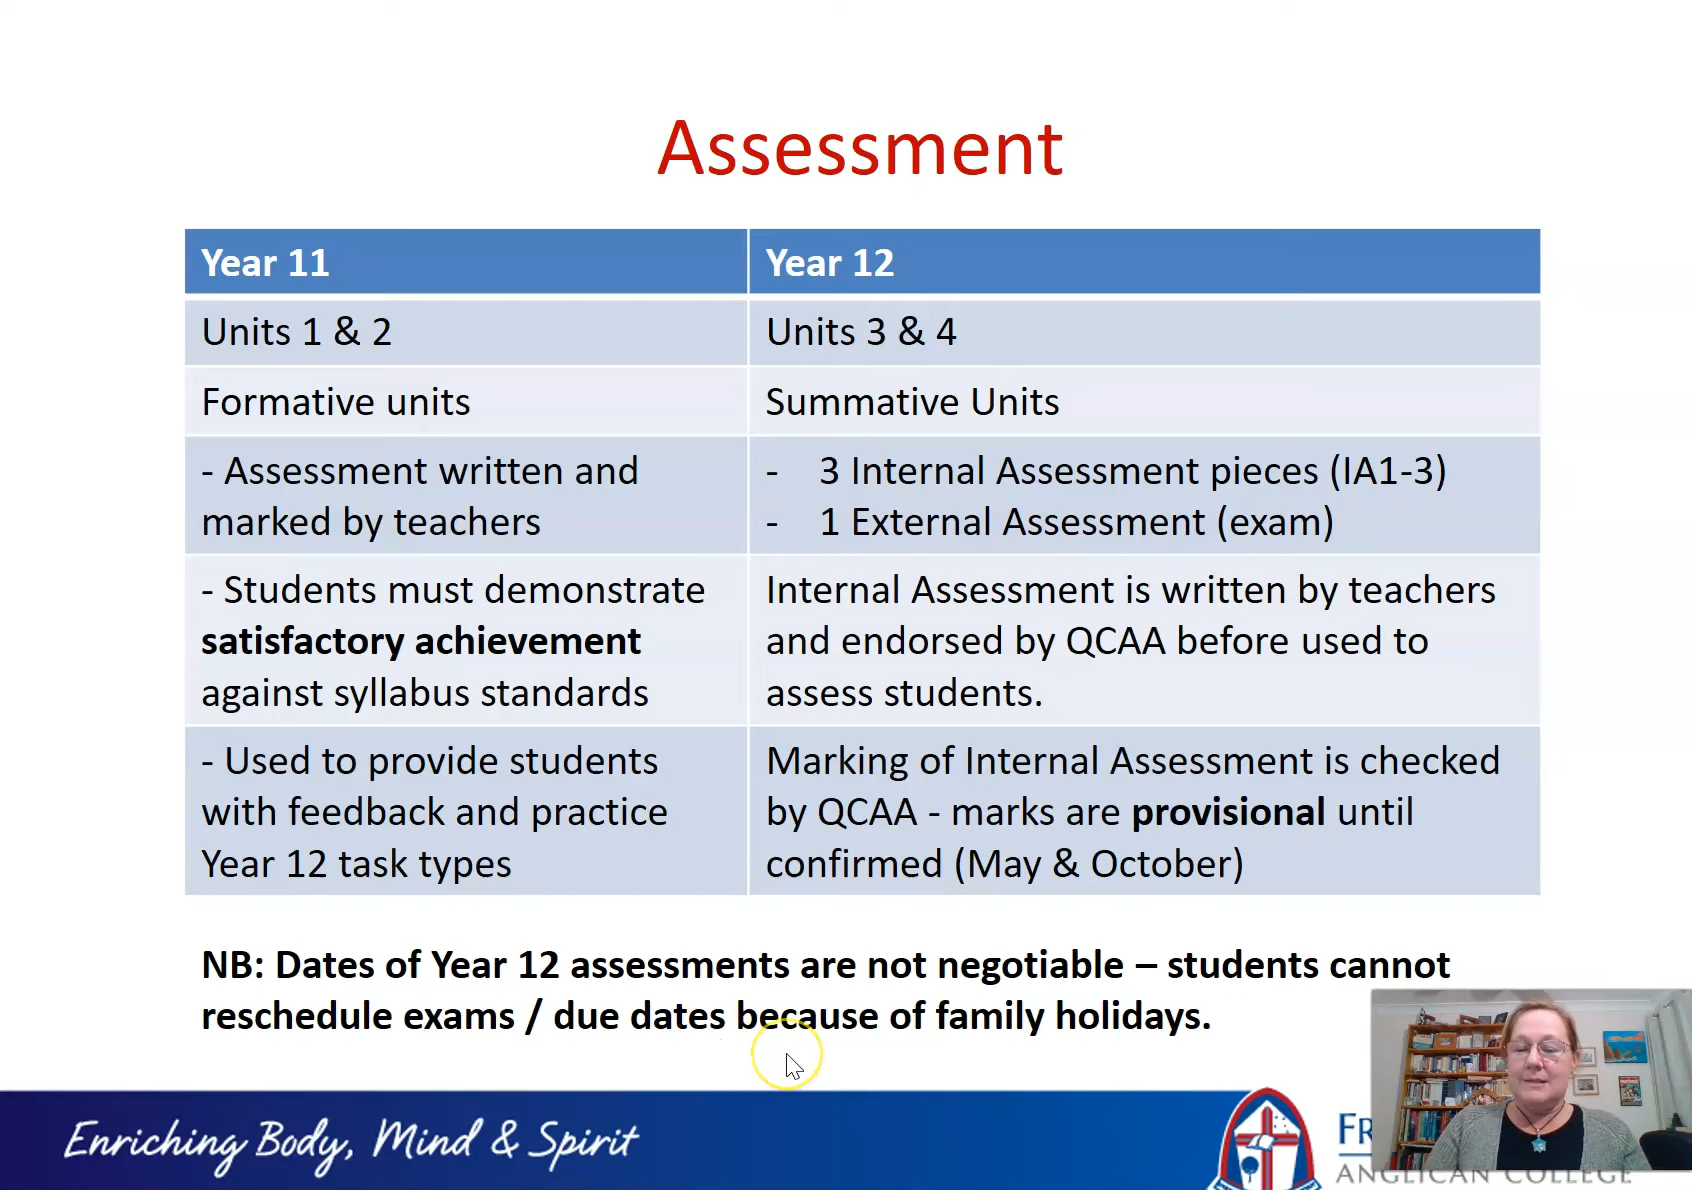 Assessment
Year 11
Year 12
Units 1 & 2
Units 3 & 4
Formative units
Summative Units
- Assessment written and
marked by teachers
- 3 Internal Assessment pieces (IA1-3)
- 1 External Assessment (exam)
- Students must demonstrate
satisfactory achievement
against syllabus standards
Internal Assessment is written by teachers
and endorsed by QCAA before used to
assess students.
- Used to provide students
with feedback and practice
Year 12 task types
Marking of Internal Assessment is checked
by QCAA - marks are provisional until
confirmed (May & October)
NB: Dates of Year 12 assessments are not negotiable – students cannot
reschedule exams / due dates because of family holidays.
Enriching Body, Mind & Spirit
ANGLICAN COLLEGE